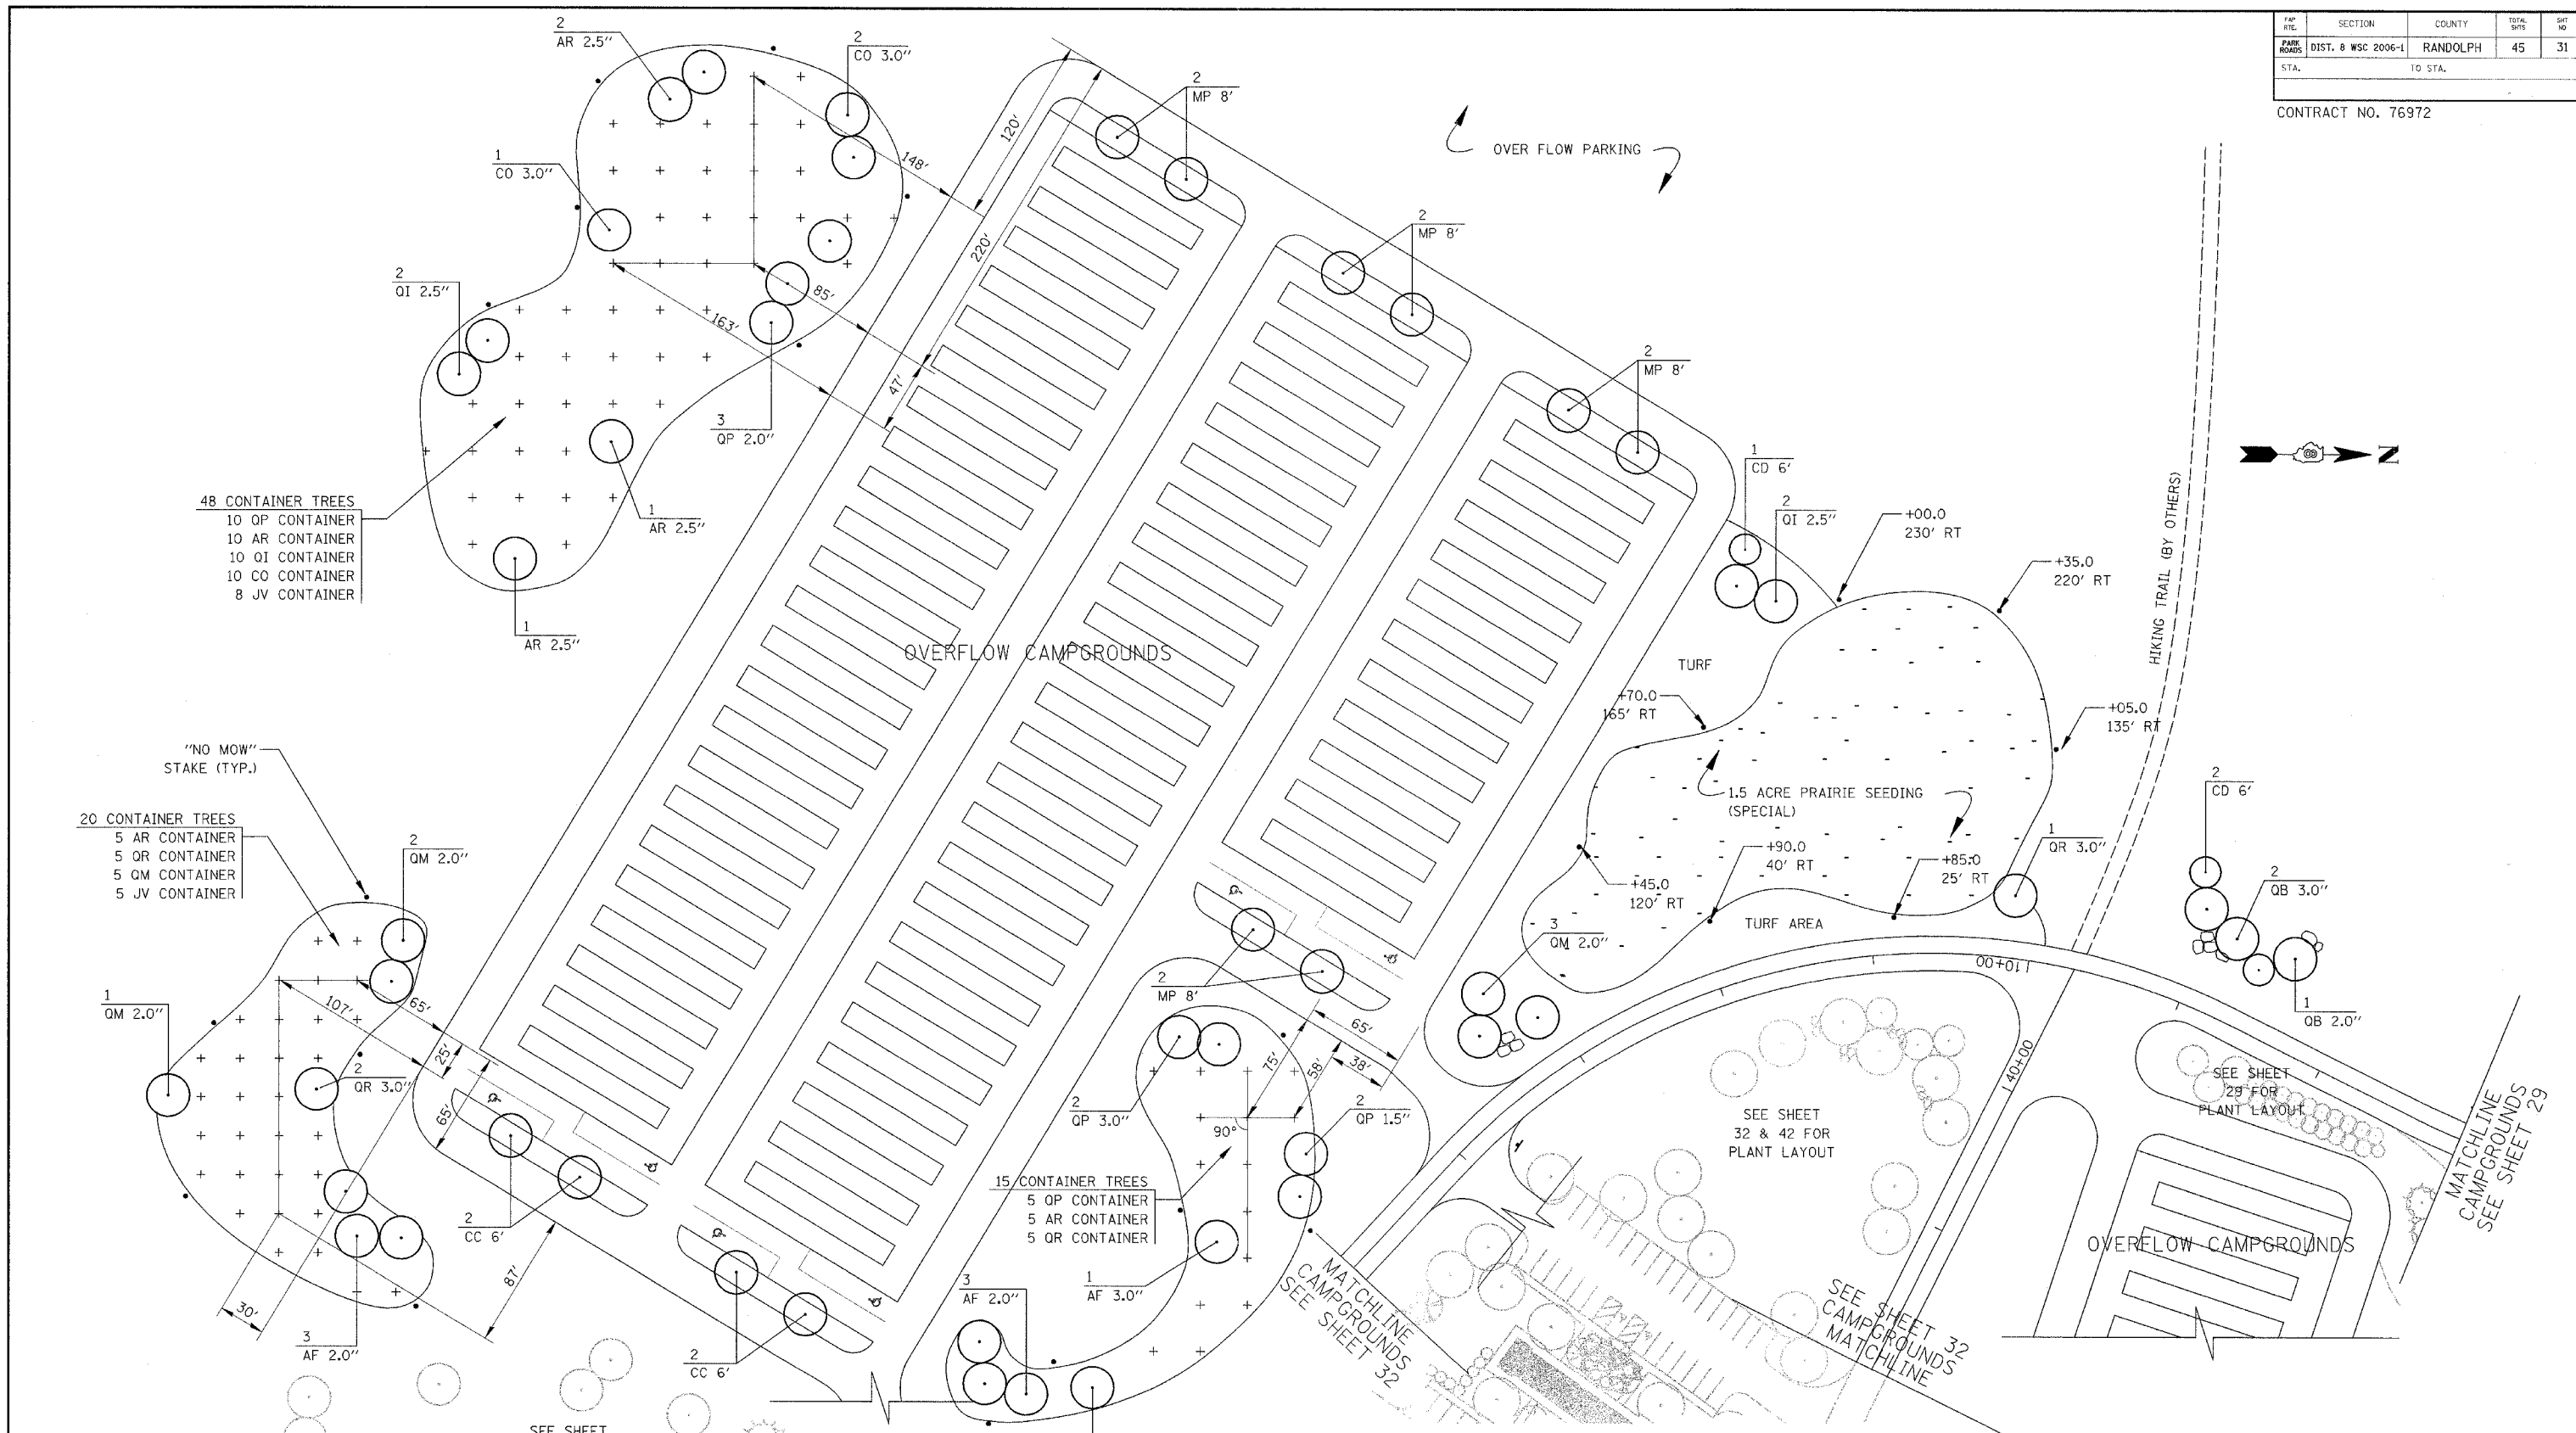 FAP RTE.
SECTION
COUNTY
TOTAL SHTS
SHT NO
PARK ROADS
DIST. 8 WSC 2006-1
RANDOLPH
45
31
STA.
TO STA.
CONTRACT NO. 76972
2
AR 2.5"
2
CO 3.0"
2
MP 8'
120'
148'
OVER FLOW PARKING
1
CO 3.0"
220'
2
MP 8'
2
QI 2.5"
85'
163'
47'
2
MP 8'
3
QP 2.0"
1
CD 6'
N
48 CONTAINER TREES
10 QP CONTAINER
10 AR CONTAINER
10 QI CONTAINER
10 CO CONTAINER
8 JV CONTAINER
1
AR 2.5"
2
QI 2.5"
+00.0
230' RT
+35.0
220' RT
HIKING TRAIL (BY OTHERS)
1
AR 2.5"
OVERFLOW CAMPGROUNDS
TURF
+70.0
165' RT
+05.0
135' RT
"NO MOW"
STAKE (TYP.)
1.5 ACRE PRAIRIE SEEDING
(SPECIAL)
2
CD 6'
20 CONTAINER TREES
5 AR CONTAINER
5 QR CONTAINER
5 QM CONTAINER
5 JV CONTAINER
2
QM 2.0"
+90.0
40' RT
+85.0
25' RT
1
QR 3.0"
+45.0
120' RT
2
QB 3.0"
TURF AREA
3
QM 2.0"
110+00
2
MP 8'
1
QM 2.0"
107'
65'
25'
65'
1
QB 2.0"
65'
75'
58'
38'
2
QR 3.0"
140+00
SEE SHEET
29 FOR
PLANT LAYOUT
MATCHLINE
CAMPGROUNDS
SEE SHEET 29
2
QP 3.0"
90°
2
QP 1.5"
SEE SHEET
32 & 42 FOR
PLANT LAYOUT
15 CONTAINER TREES
5 QP CONTAINER
5 AR CONTAINER
5 QR CONTAINER
2
CC 6'
87'
OVERFLOW CAMPGROUNDS
30'
3
AF 2.0"
1
AF 3.0"
3
AF 2.0"
2
CC 6'
MATCHLINE
CAMPGROUNDS
SEE SHEET 32
SEE SHEET 32
CAMPGROUNDS
MATCHLINE
SEE SHEET